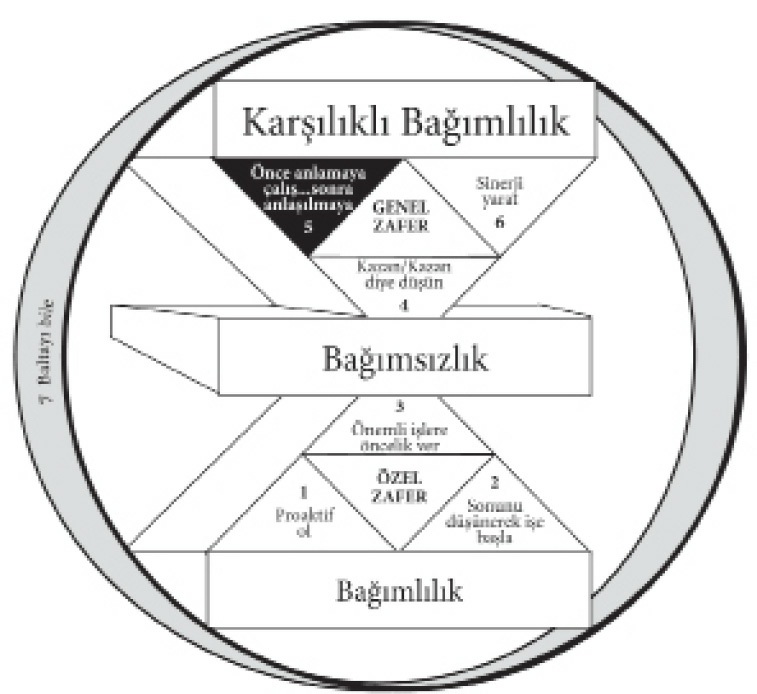 Karşılıklı Bağımlılık
Önce anlamaya
çalış...sonra
anlaşılmaya
5
GENEL
ZAFER
Sinerji
yarat
6
Kazan/Kazan
diye düşün
4
7 Baltayı bile
Bağımsızlık
3
Önemli işlere
öncelik ver
ÖZEL
ZAFER
1
Proaktif
ol
2
Sonunu
düşünerek işe
başla
Bağımlılık